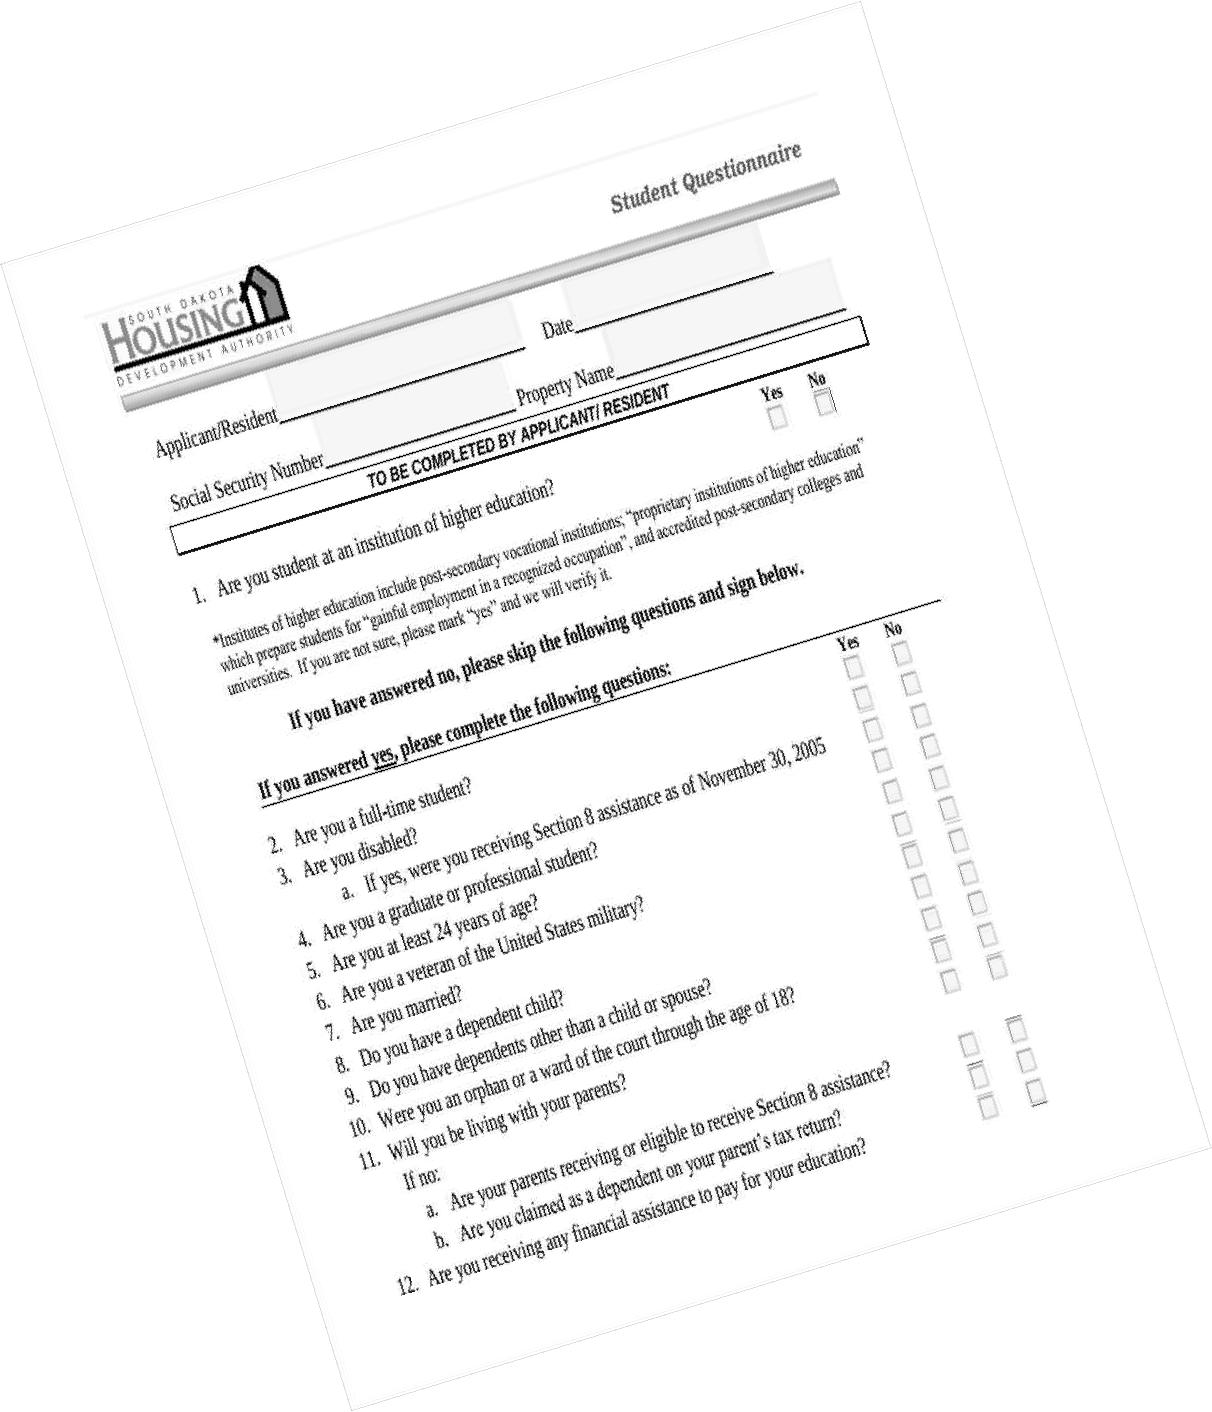 Student Questionnaire
SOUTH DAKOTA
HOUSING
DEVELOPMENT AUTHORITY
Applicant/Resident Date
Social Security Number Property Name
TO BE COMPLETED BY APPLICANT/ RESIDENT
Yes No
1. Are you student at an institution of higher education?
*Institutes of higher education include post-secondary vocational institutions; “proprietary institutions of higher education”
which prepare students for “gainful employment in a recognized occupation”, and accredited post-secondary colleges and
universities. If you are not sure, please mark “yes” and we will verify it.
If you have answered no, please skip the following questions and sign below.
If you answered yes, please complete the following questions:
Yes No
2. Are you a full-time student?
3. Are you disabled?
a. If yes, were you receiving Section 8 assistance as of November 30, 2005
4. Are you a graduate or professional student?
5. Are you at least 24 years of age?
6. Are you a veteran of the United States military?
7. Are you married?
8. Do you have a dependent child?
9. Do you have dependents other than a child or spouse?
10. Were you an orphan or a ward of the court through the age of 18?
11. Will you be living with your parents?
If no:
a. Are your parents receiving or eligible to receive Section 8 assistance?
b. Are you claimed as a dependent on your parent’s tax return?
12. Are you receiving any financial assistance to pay for your education?